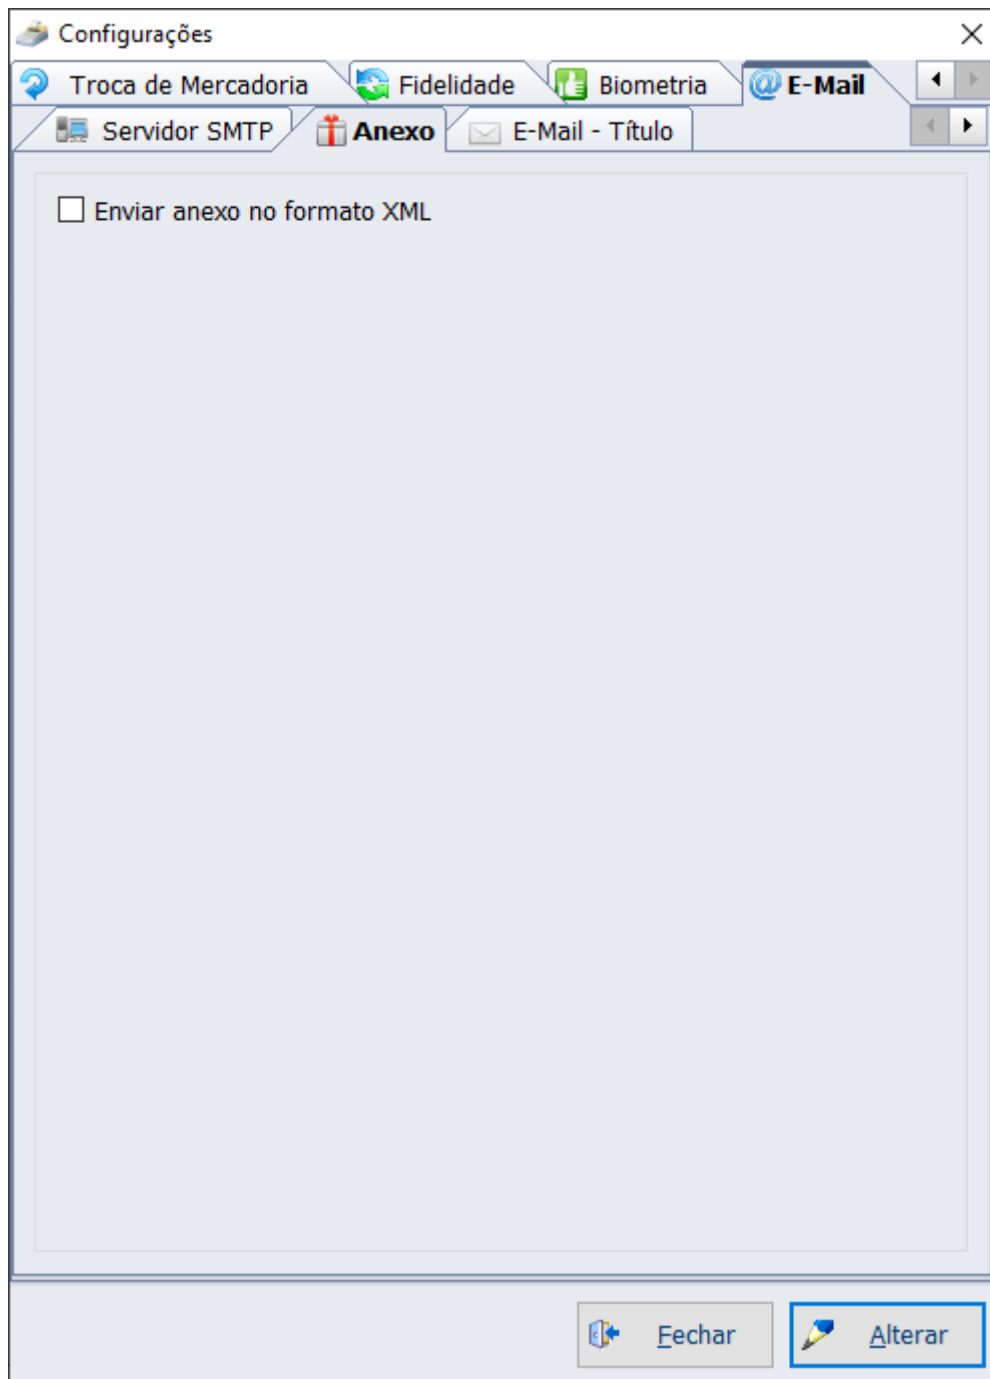 Configurações
Troca de Mercadoria Fidelidade Biometria E-Mail
Servidor SMTP Anexo E-Mail - Título
Enviar anexo no formato XML
Fechar Alterar